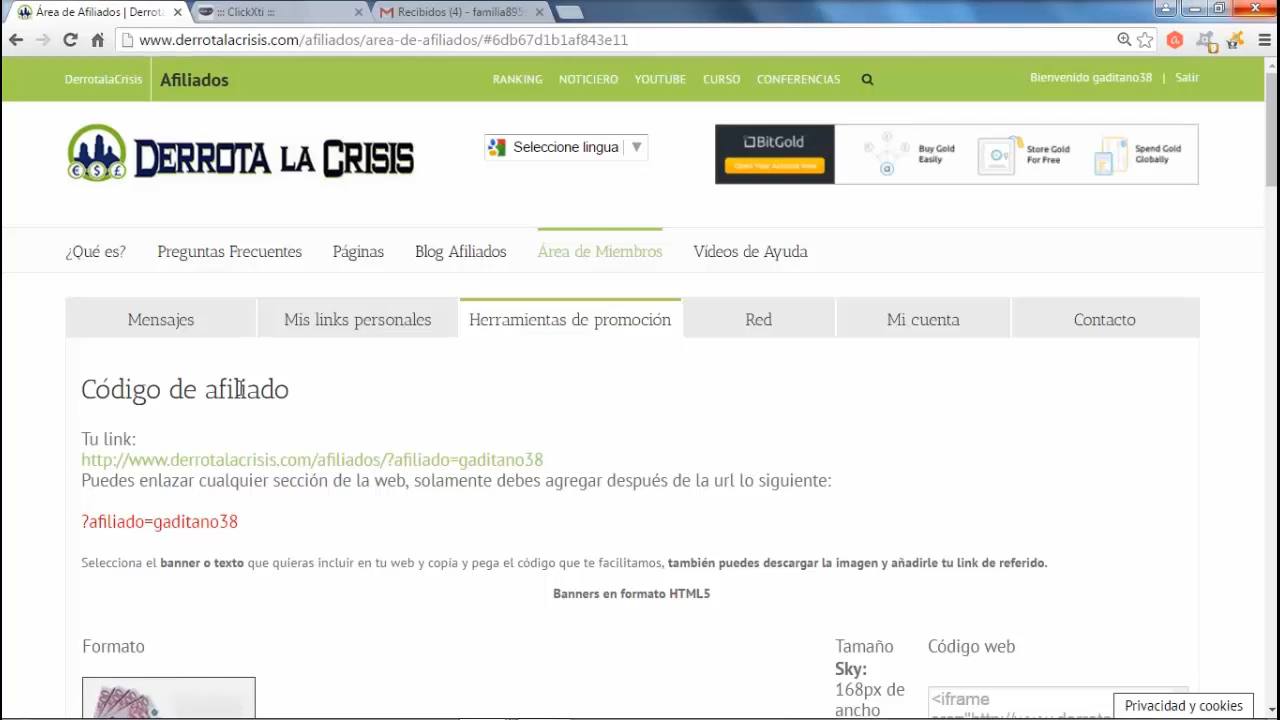 Área de Afiliados | Derrota
::: ClickXti :::
Recibidos (4) - familia895
www.derrotalacrisis.com/afiliados/area-de-afiliados/#6db67d1b1af843e11
DerrotalaCrisis
Afiliados
RANKING
NOTICIERO
YOUTUBE
CURSO
CONFERENCIAS
Bienvenido gaditano38 | Salir
DERROTA LA CRISIS
Seleccione lingua
BitGold
Buy Gold
Easily
Store Gold
For Free
Spend Gold
Globally
¿Qué es?
Preguntas Frecuentes
Páginas
Blog Afiliados
Área de Miembros
Vídeos de Ayuda
Mensajes
Mis links personales
Herramientas de promoción
Red
Mi cuenta
Contacto
Código de afiliado
Tu link:
http://www.derrotalacrisis.com/afiliados/?afiliado=gaditano38
Puedes enlazar cualquier sección de la web, solamente debes agregar después de la url lo siguiente:
?afiliado=gaditano38
Selecciona el banner o texto que quieras incluir en tu web y copia y pega el código que te facilitamos, también puedes descargar la imagen y añadirle tu link de referido.
Banners en formato HTML5
Formato
Tamaño
Código web
Sky:
168px de
ancho
<iframe
Privacidad y cookies